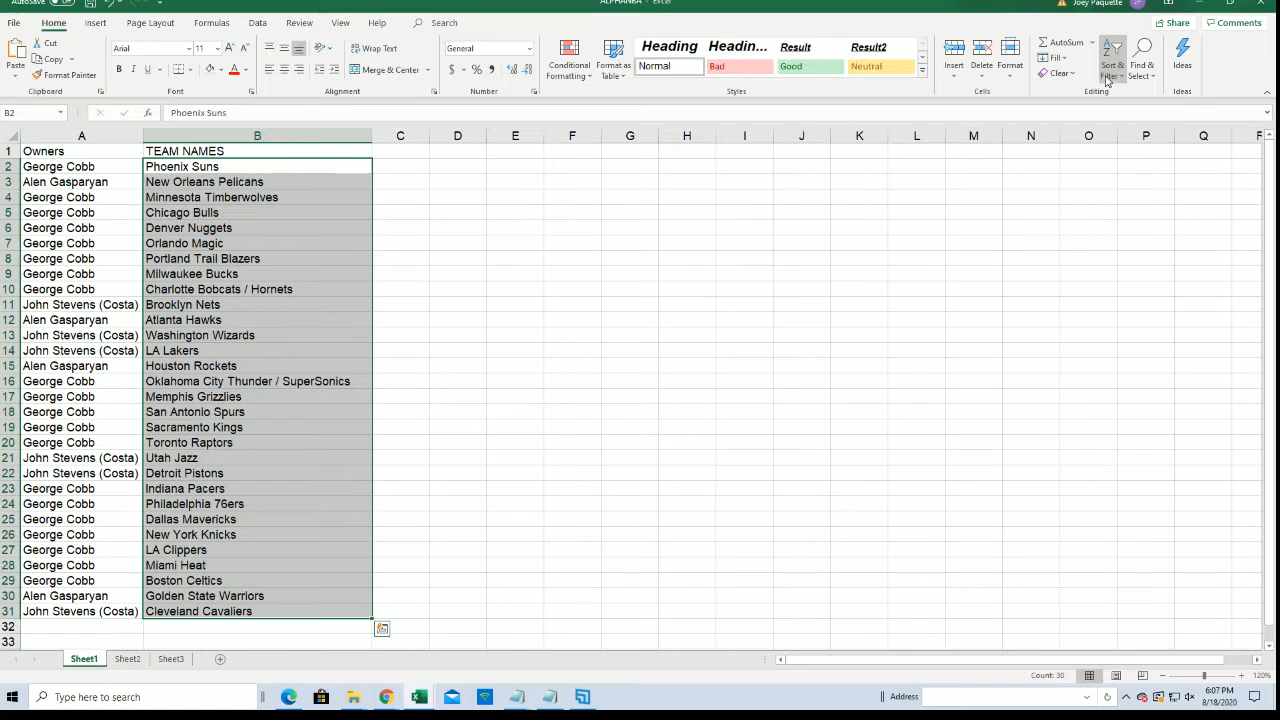 AutoSave
ALPHANBA - Excel
Joey Paquette
File Home Insert Page Layout Formulas Data Review View Help Search Share Comments
Paste Cut Copy Format Painter Clipboard
Arial 11 B I U A A Font
Wrap Text Merge & Center Alignment
General $ % , Number
Conditional Formatting Format as Table
Heading Headin... Result Result2
Normal Bad Good Neutral
Styles
Insert Delete Format Cells
AutoSum Fill Clear Sort & Filter Find & Select Editing
Ideas Ideas
B2 fx Phoenix Suns
A B C D E F G H I J K L M N O P Q
1 Owners TEAM NAMES
2 George Cobb Phoenix Suns
3 Alen Gasparyan New Orleans Pelicans
4 George Cobb Minnesota Timberwolves
5 George Cobb Chicago Bulls
6 George Cobb Denver Nuggets
7 George Cobb Orlando Magic
8 George Cobb Portland Trail Blazers
9 George Cobb Milwaukee Bucks
10 George Cobb Charlotte Bobcats / Hornets
11 John Stevens (Costa) Brooklyn Nets
12 Alen Gasparyan Atlanta Hawks
13 John Stevens (Costa) Washington Wizards
14 John Stevens (Costa) LA Lakers
15 Alen Gasparyan Houston Rockets
16 George Cobb Oklahoma City Thunder / SuperSonics
17 George Cobb Memphis Grizzlies
18 George Cobb San Antonio Spurs
19 George Cobb Sacramento Kings
20 George Cobb Toronto Raptors
21 John Stevens (Costa) Utah Jazz
22 John Stevens (Costa) Detroit Pistons
23 George Cobb Indiana Pacers
24 George Cobb Philadelphia 76ers
25 George Cobb Dallas Mavericks
26 George Cobb New York Knicks
27 George Cobb LA Clippers
28 George Cobb Miami Heat
29 George Cobb Boston Celtics
30 Alen Gasparyan Golden State Warriors
31 John Stevens (Costa) Cleveland Cavaliers
32
33
Sheet1 Sheet2 Sheet3
Count: 30 120%
Type here to search Address 6:07 PM
8/18/2020